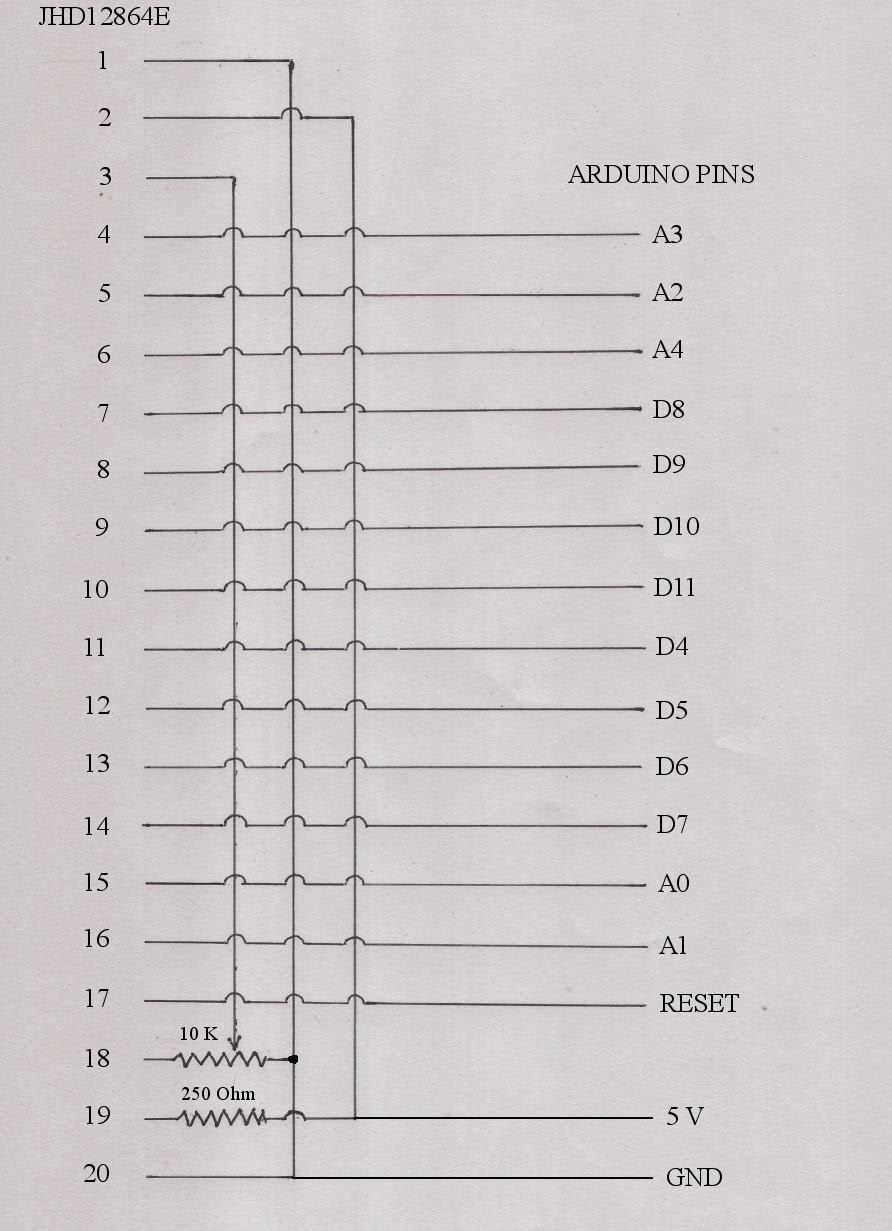 JHD12864E
1
2
3 ARDUINO PINS
4 A3
5 A2
6 A4
7 D8
8 D9
9 D10
10 D11
11 D4
12 D5
13 D6
14 D7
15 A0
16 A1
17 RESET
10 K
18
250 Ohm
19 5 V
20 GND